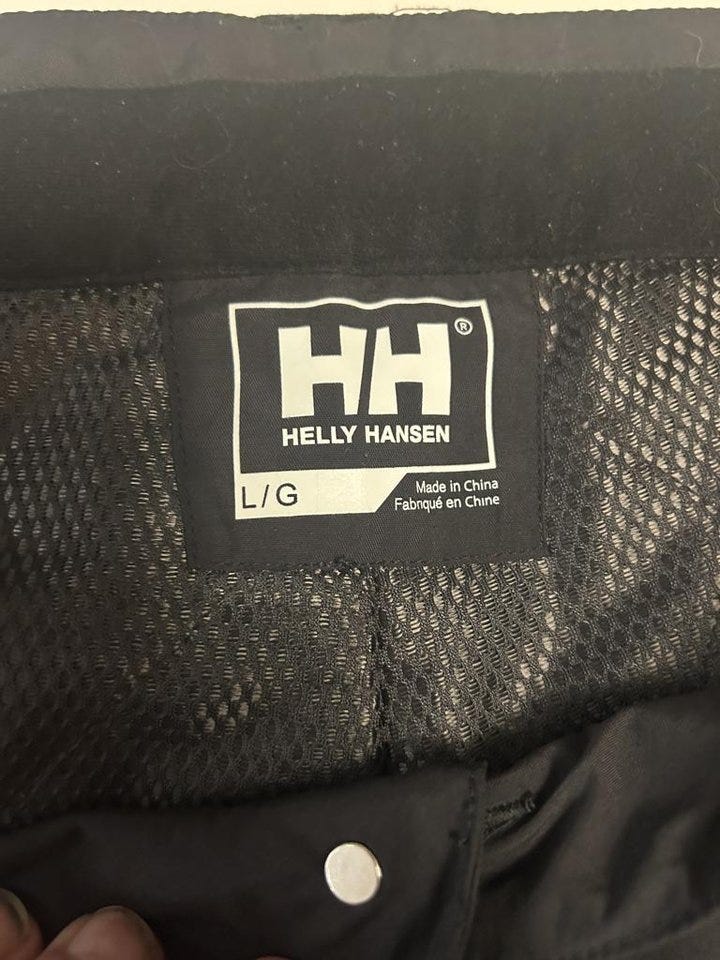 HH®
HELLY HANSEN
L/G
Made in China
Fabriqué en Chine